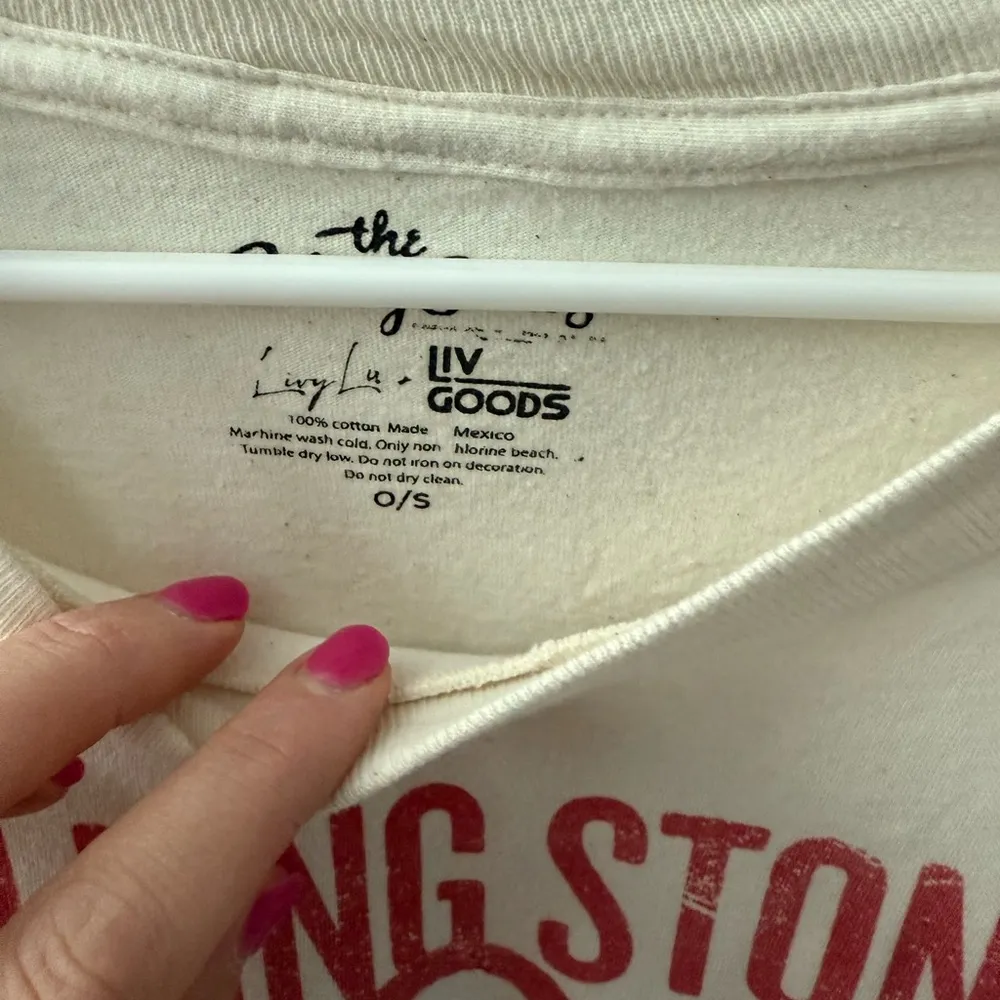 the
Livy Lu . LIV
GOODS
100% cotton Made Mexico
Machine wash cold. Only non hlorine beach.
Tumble dry low. Do not iron on decoration.
Do not dry clean.
O/S
NG STON